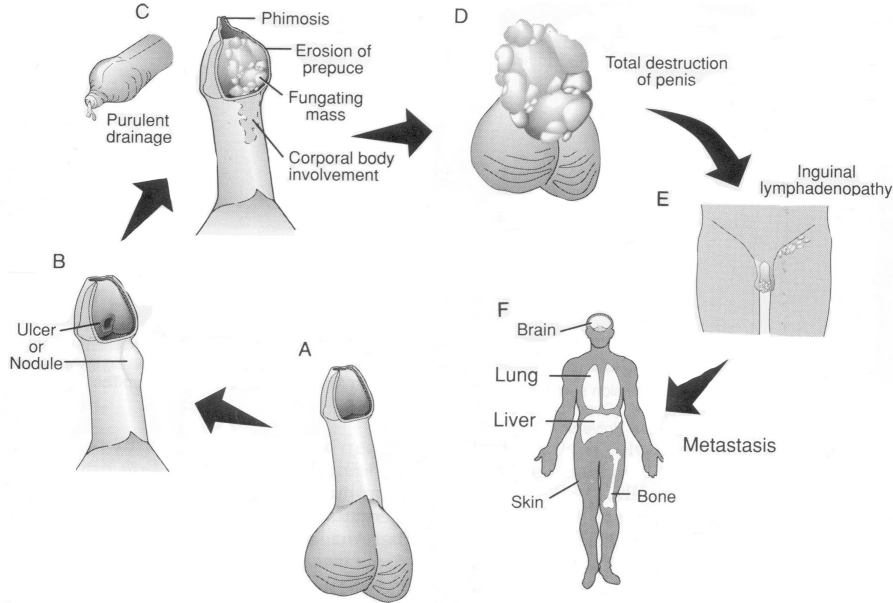 C
Phimosis
Erosion of
prepuce
Fungating
mass
Corporal body
involvement
Purulent
drainage
D
Total destruction
of penis
Inguinal
lymphadenopathy
E
B
Ulcer
or
Nodule
A
F
Brain
Lung
Liver
Skin
Bone
Metastasis